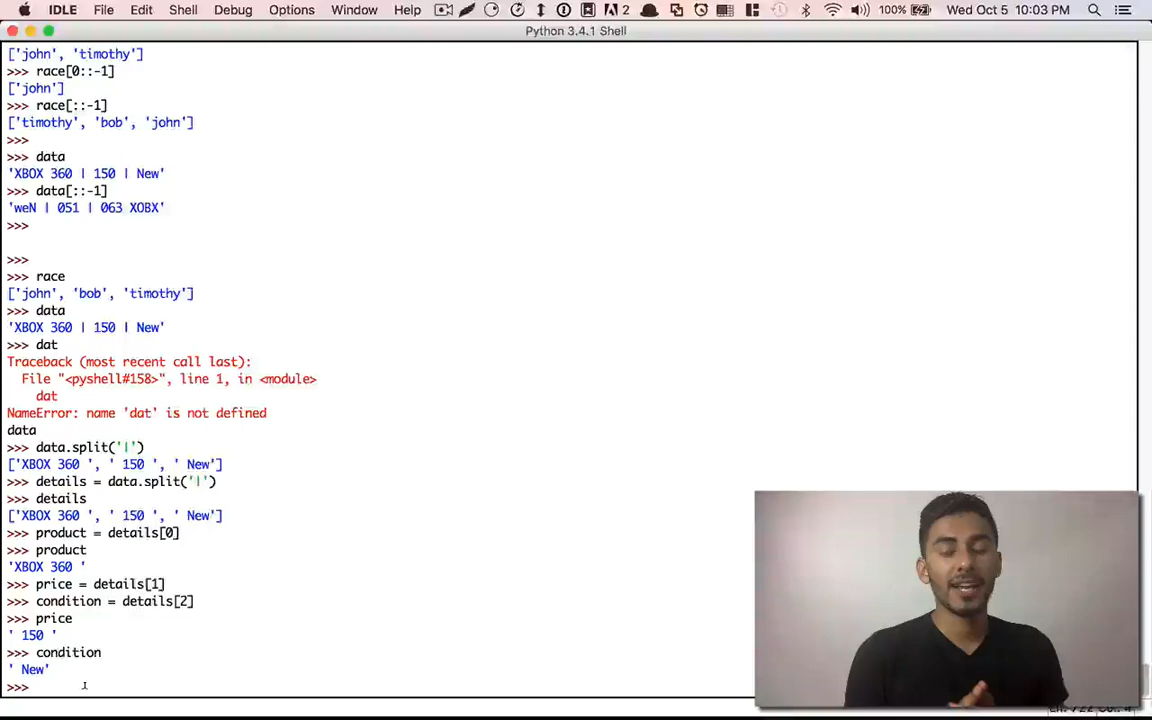 IDLE File Edit Shell Debug Options Window Help 2 100% Wed Oct 5 10:03 PM
Python 3.4.1 Shell
['john', 'timothy']
>>> race[0::-1]
['john']
>>> race[::-1]
['timothy', 'bob', 'john']
>>>
>>> data
'XBOX 360 | 150 | New'
>>> data[::-1]
'weN | 051 | 063 XOBX'
>>>
>>>
>>> race
['john', 'bob', 'timothy']
>>> data
'XBOX 360 | 150 | New'
>>> dat
Traceback (most recent call last):
File "<pyshell#158>", line 1, in <module>
dat
NameError: name 'dat' is not defined
data
>>> data.split('|')
['XBOX 360 ', ' 150 ', ' New']
>>> details = data.split('|')
>>> details
['XBOX 360 ', ' 150 ', ' New']
>>> product = details[0]
>>> product
'XBOX 360 '
>>> price = details[1]
>>> condition = details[2]
>>> price
' 150 '
>>> condition
' New'
>>>